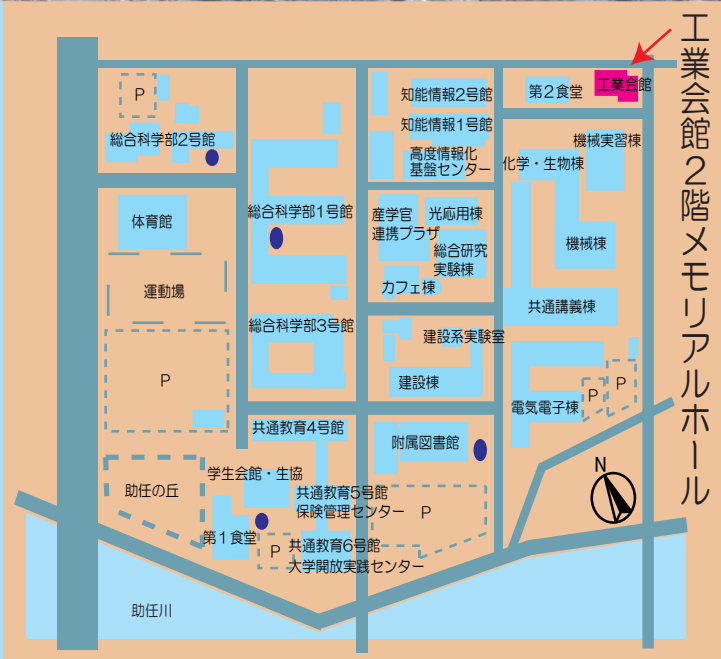 工業会館2階メモリアルホール
P
総合科学部2号館
知能情報2号館
知能情報1号館
高度情報化
基盤センター
第2食堂
工業会館
機械実習棟
化学・生物棟
体育館
総合科学部1号館
産学官
連携プラザ
光応用棟
総合研究
実験棟
機械棟
運動場
カフェ棟
共通講義棟
総合科学部3号館
建設系実験室
P
建設棟
P
P
電気電子棟
共通教育4号館
附属図書館
学生会館・生協
助任の丘
共通教育5号館
保険管理センター
P
N
第1食堂
P
共通教育6号館
大学開放実践センター
助任川